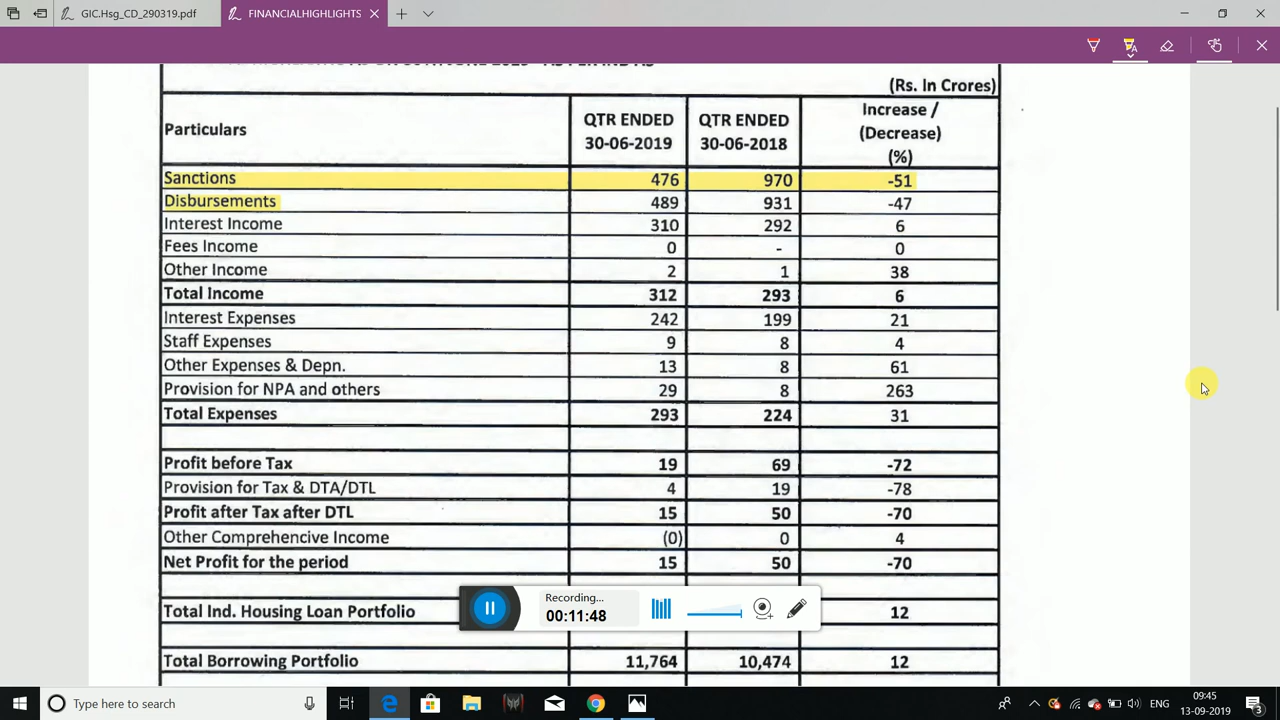 GIC.Hsg_CD_290319.pdf
FINANCIALHIGHLIGHTS
(Rs. In Crores)
Particulars QTR ENDED 30-06-2019 QTR ENDED 30-06-2018 Increase / (Decrease) (%)
Sanctions 476 970 -51
Disbursements 489 931 -47
Interest Income 310 292 6
Fees Income 0 - 0
Other Income 2 1 38
Total Income 312 293 6
Interest Expenses 242 199 21
Staff Expenses 9 8 4
Other Expenses & Depn. 13 8 61
Provision for NPA and others 29 8 263
Total Expenses 293 224 31
Profit before Tax 19 69 -72
Provision for Tax & DTA/DTL 4 19 -78
Profit after Tax after DTL 15 50 -70
Other Comprehensive Income (0) 0 4
Net Profit for the period 15 50 -70
Total Ind. Housing Loan Portfolio 12
Recording...
00:11:48
Total Borrowing Portfolio 11,764 10,474 12
Type here to search
ENG
09:45
13-09-2019
3